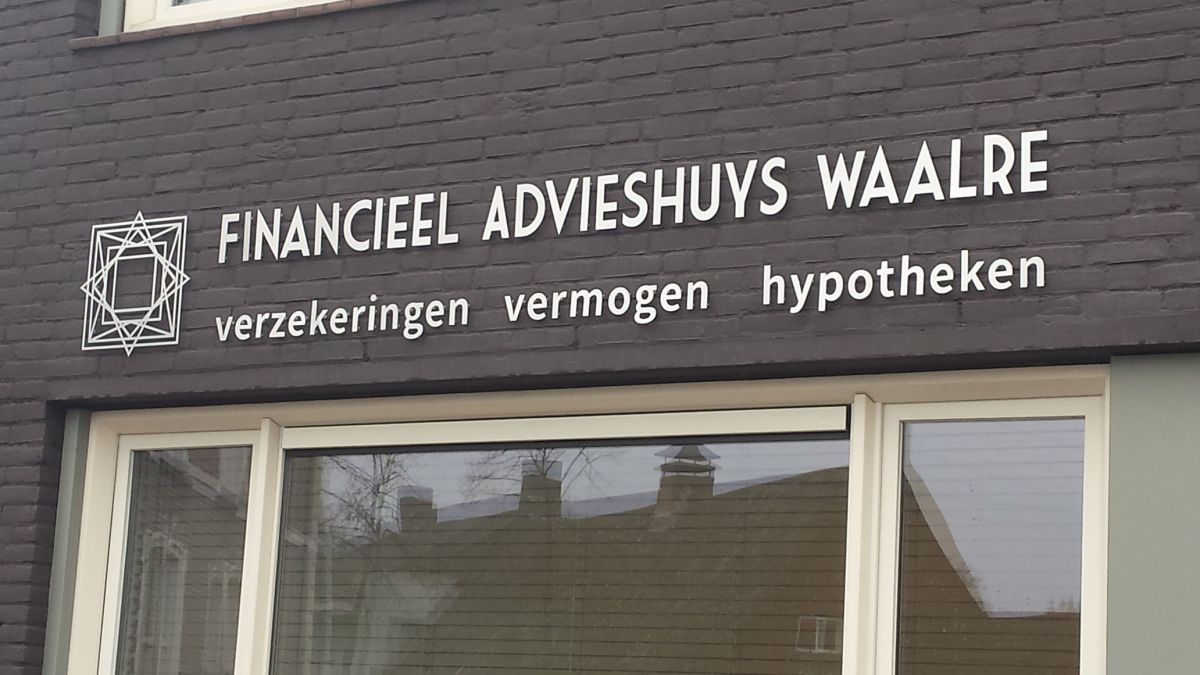 FINANCIEEL ADVIESHUYS WAALRE
verzekeringen vermogen hypotheken